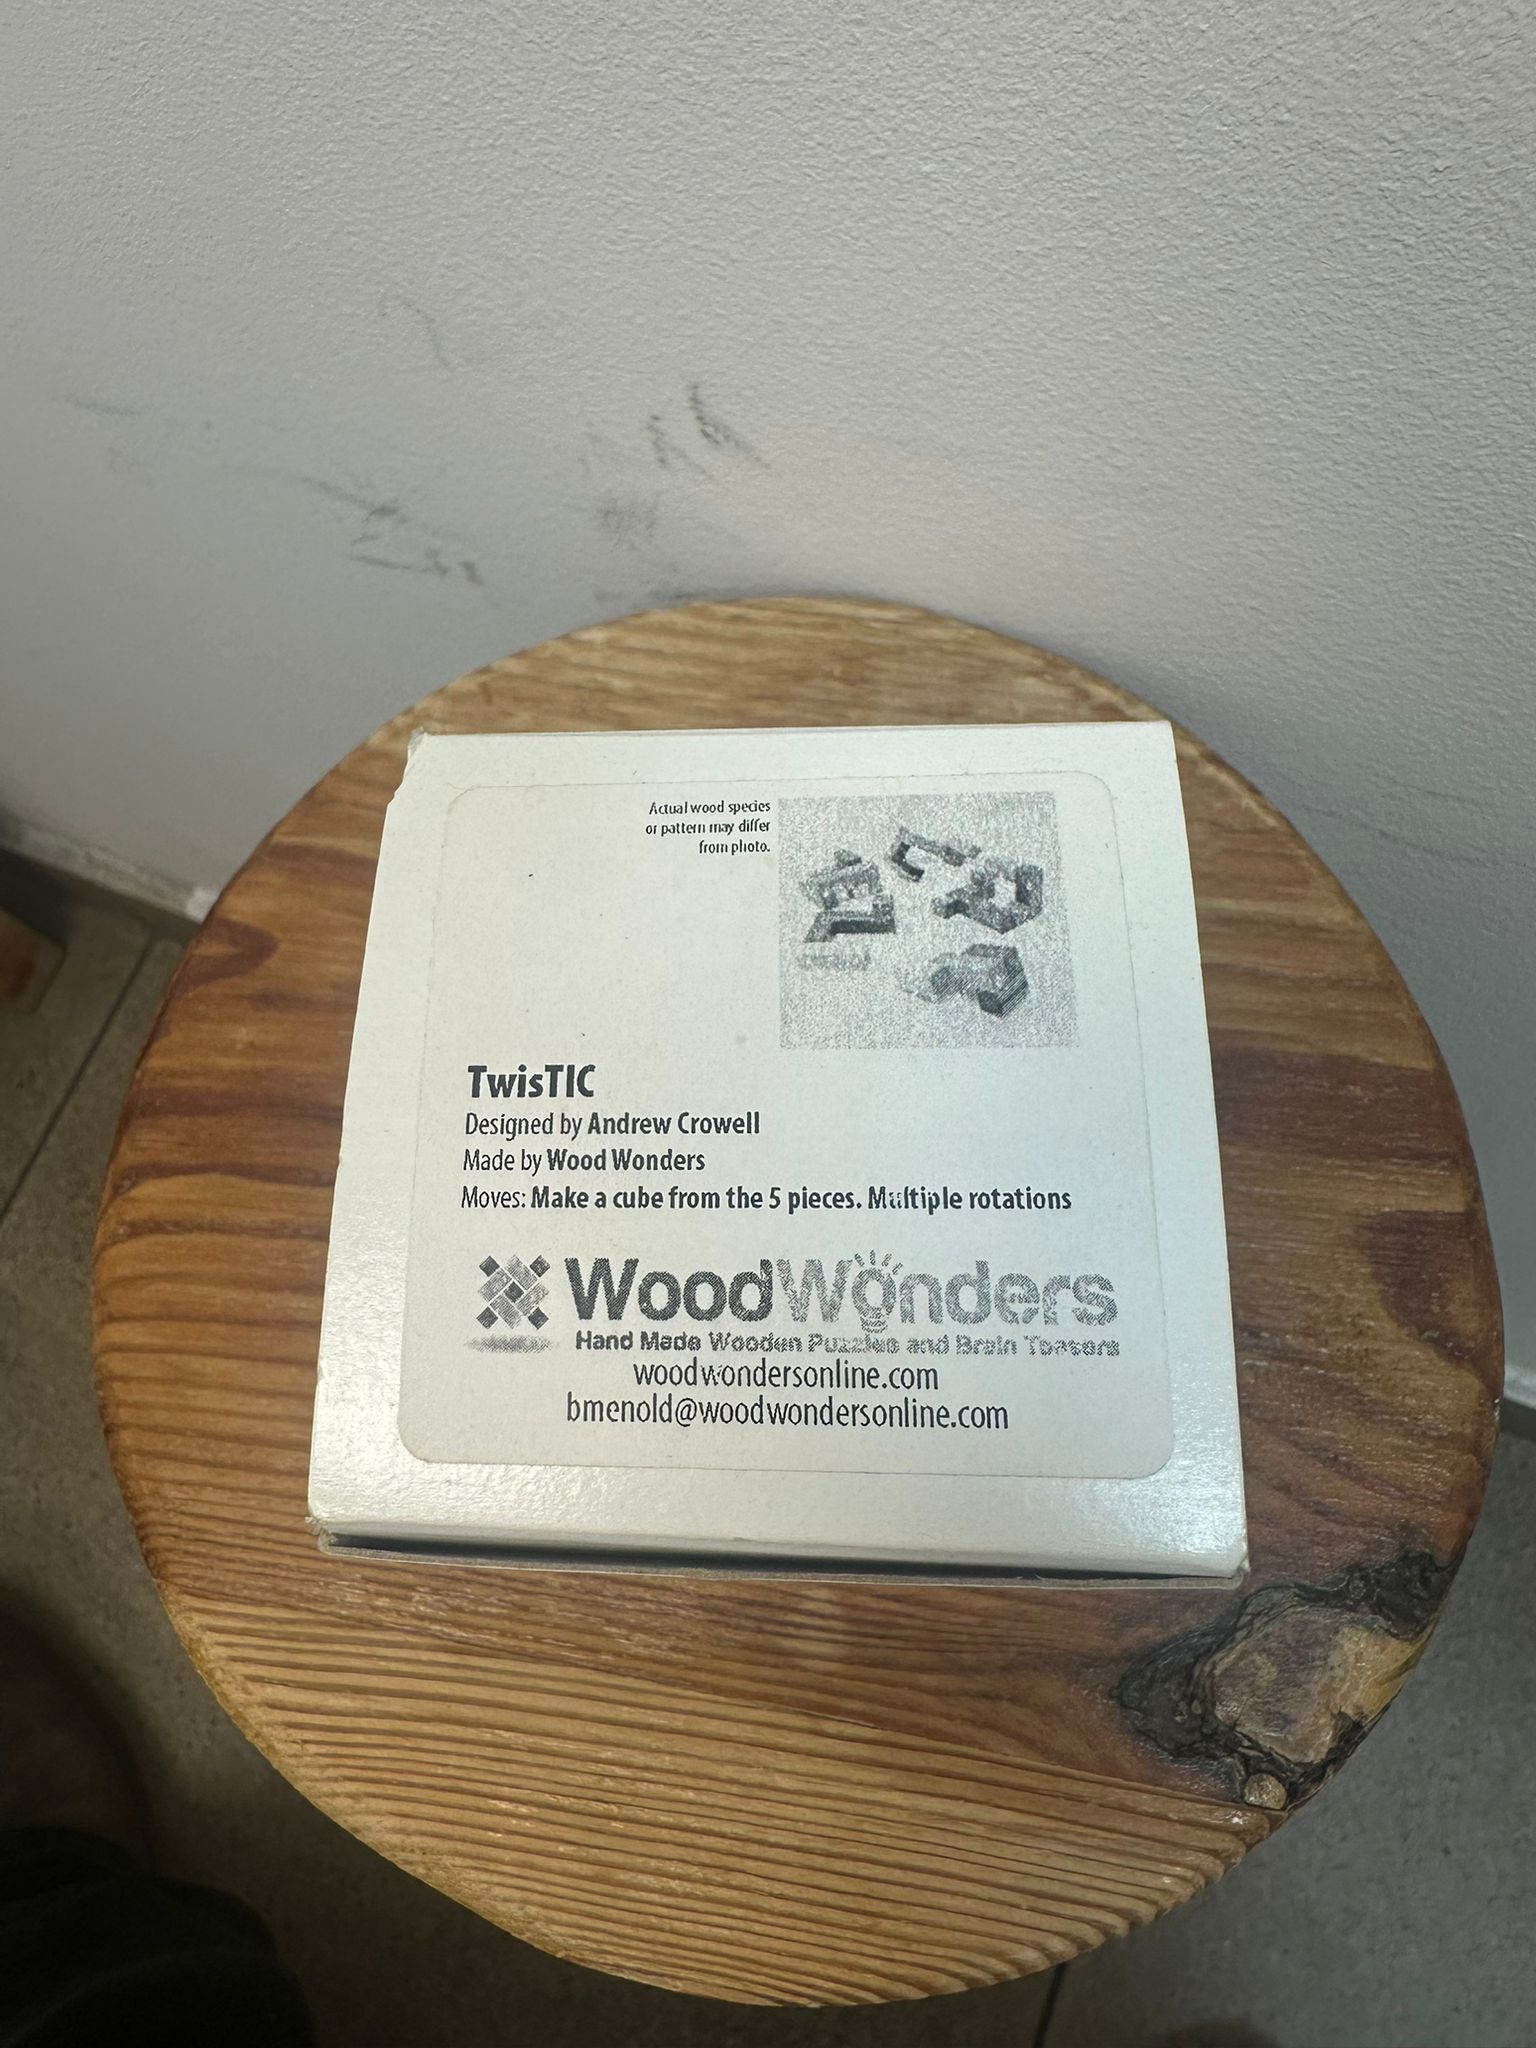 Actual wood species
or pattern may differ
from photo.
TwisTIC
Designed by Andrew Crowell
Made by Wood Wonders
Moves: Make a cube from the 5 pieces. Multiple rotations
WoodWonders
Hand Made Wooden Puzzles and Brain Teasers
woodwondersonline.com
bmenold@woodwondersonline.com